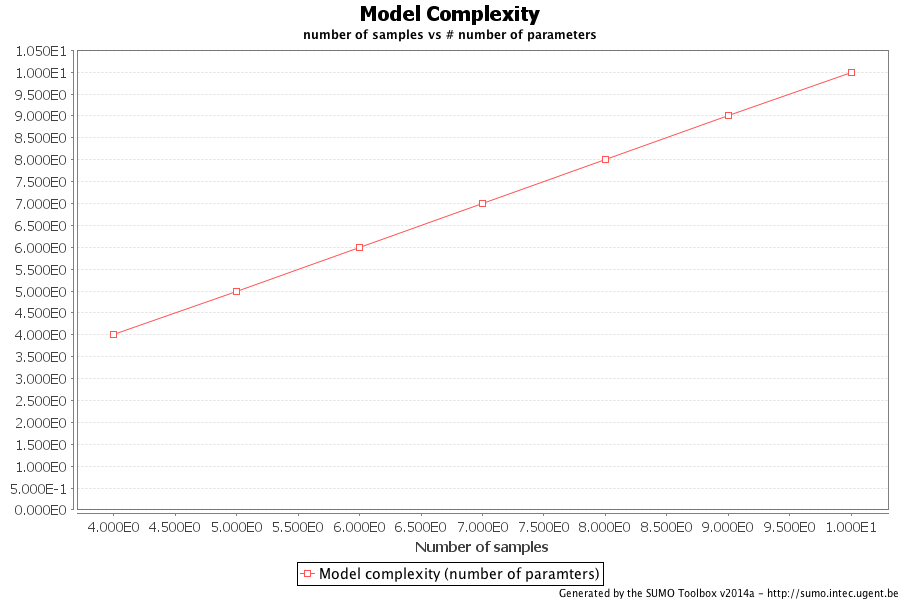 Model Complexity
number of samples vs # number of parameters
1.050E1
1.000E1
9.500E0
9.000E0
8.500E0
8.000E0
7.500E0
7.000E0
6.500E0
6.000E0
5.500E0
5.000E0
4.500E0
4.000E0
3.500E0
3.000E0
2.500E0
2.000E0
1.500E0
1.000E0
5.000E-1
0.000E0
4.000E0 4.500E0 5.000E0 5.500E0 6.000E0 6.500E0 7.000E0 7.500E0 8.000E0 8.500E0 9.000E0 9.500E0 1.000E1
Number of samples
Model complexity (number of paramters)
Generated by the SUMO Toolbox v2014a - http://sumo.intec.ugent.be